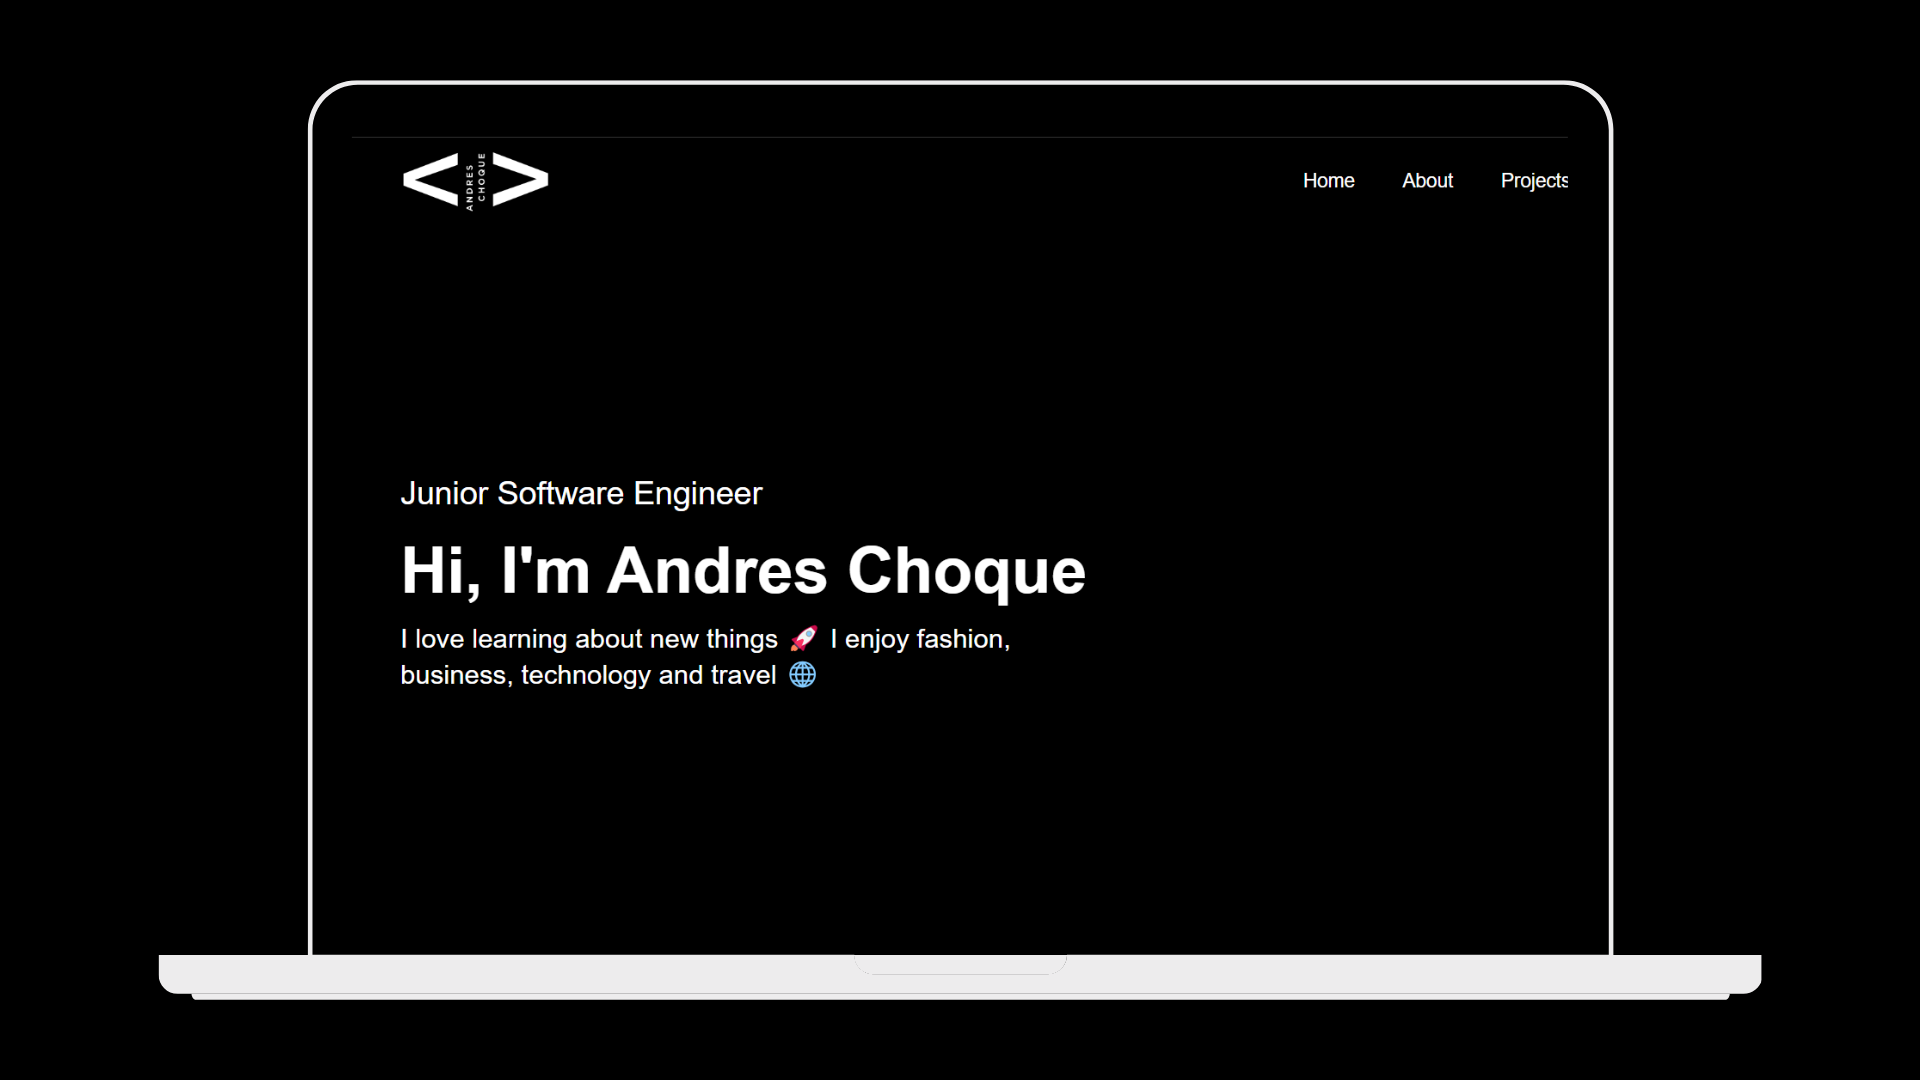 ANDRES
CHOQUE
Home About Projects
Junior Software Engineer
Hi, I'm Andres Choque
I love learning about new things 🚀 I enjoy fashion,
business, technology and travel 🌐